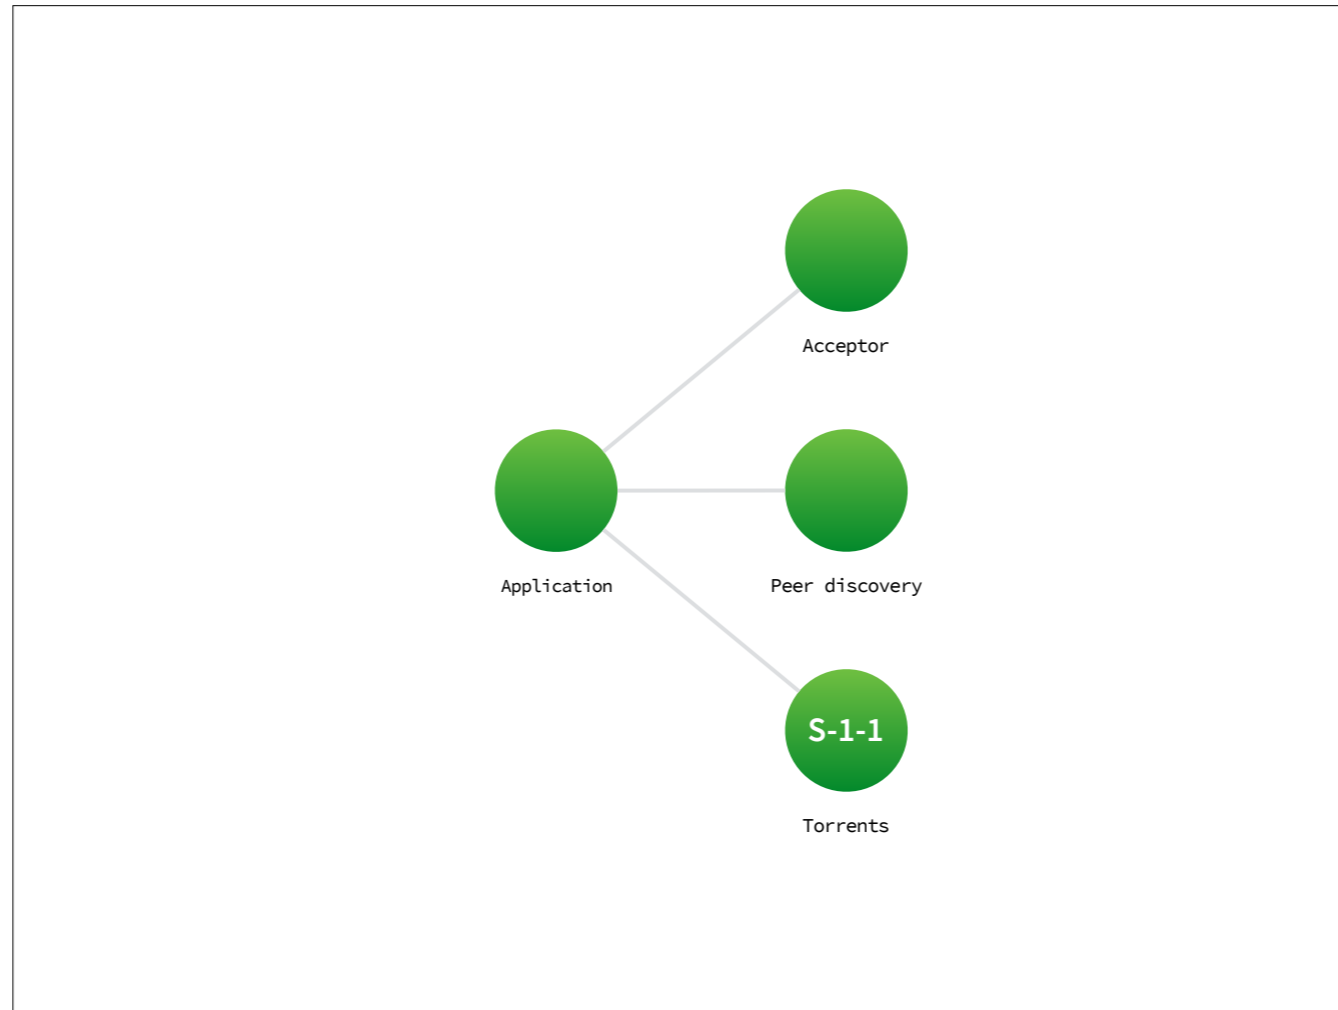 Acceptor
Application
Peer discovery
S-1-1
Torrents